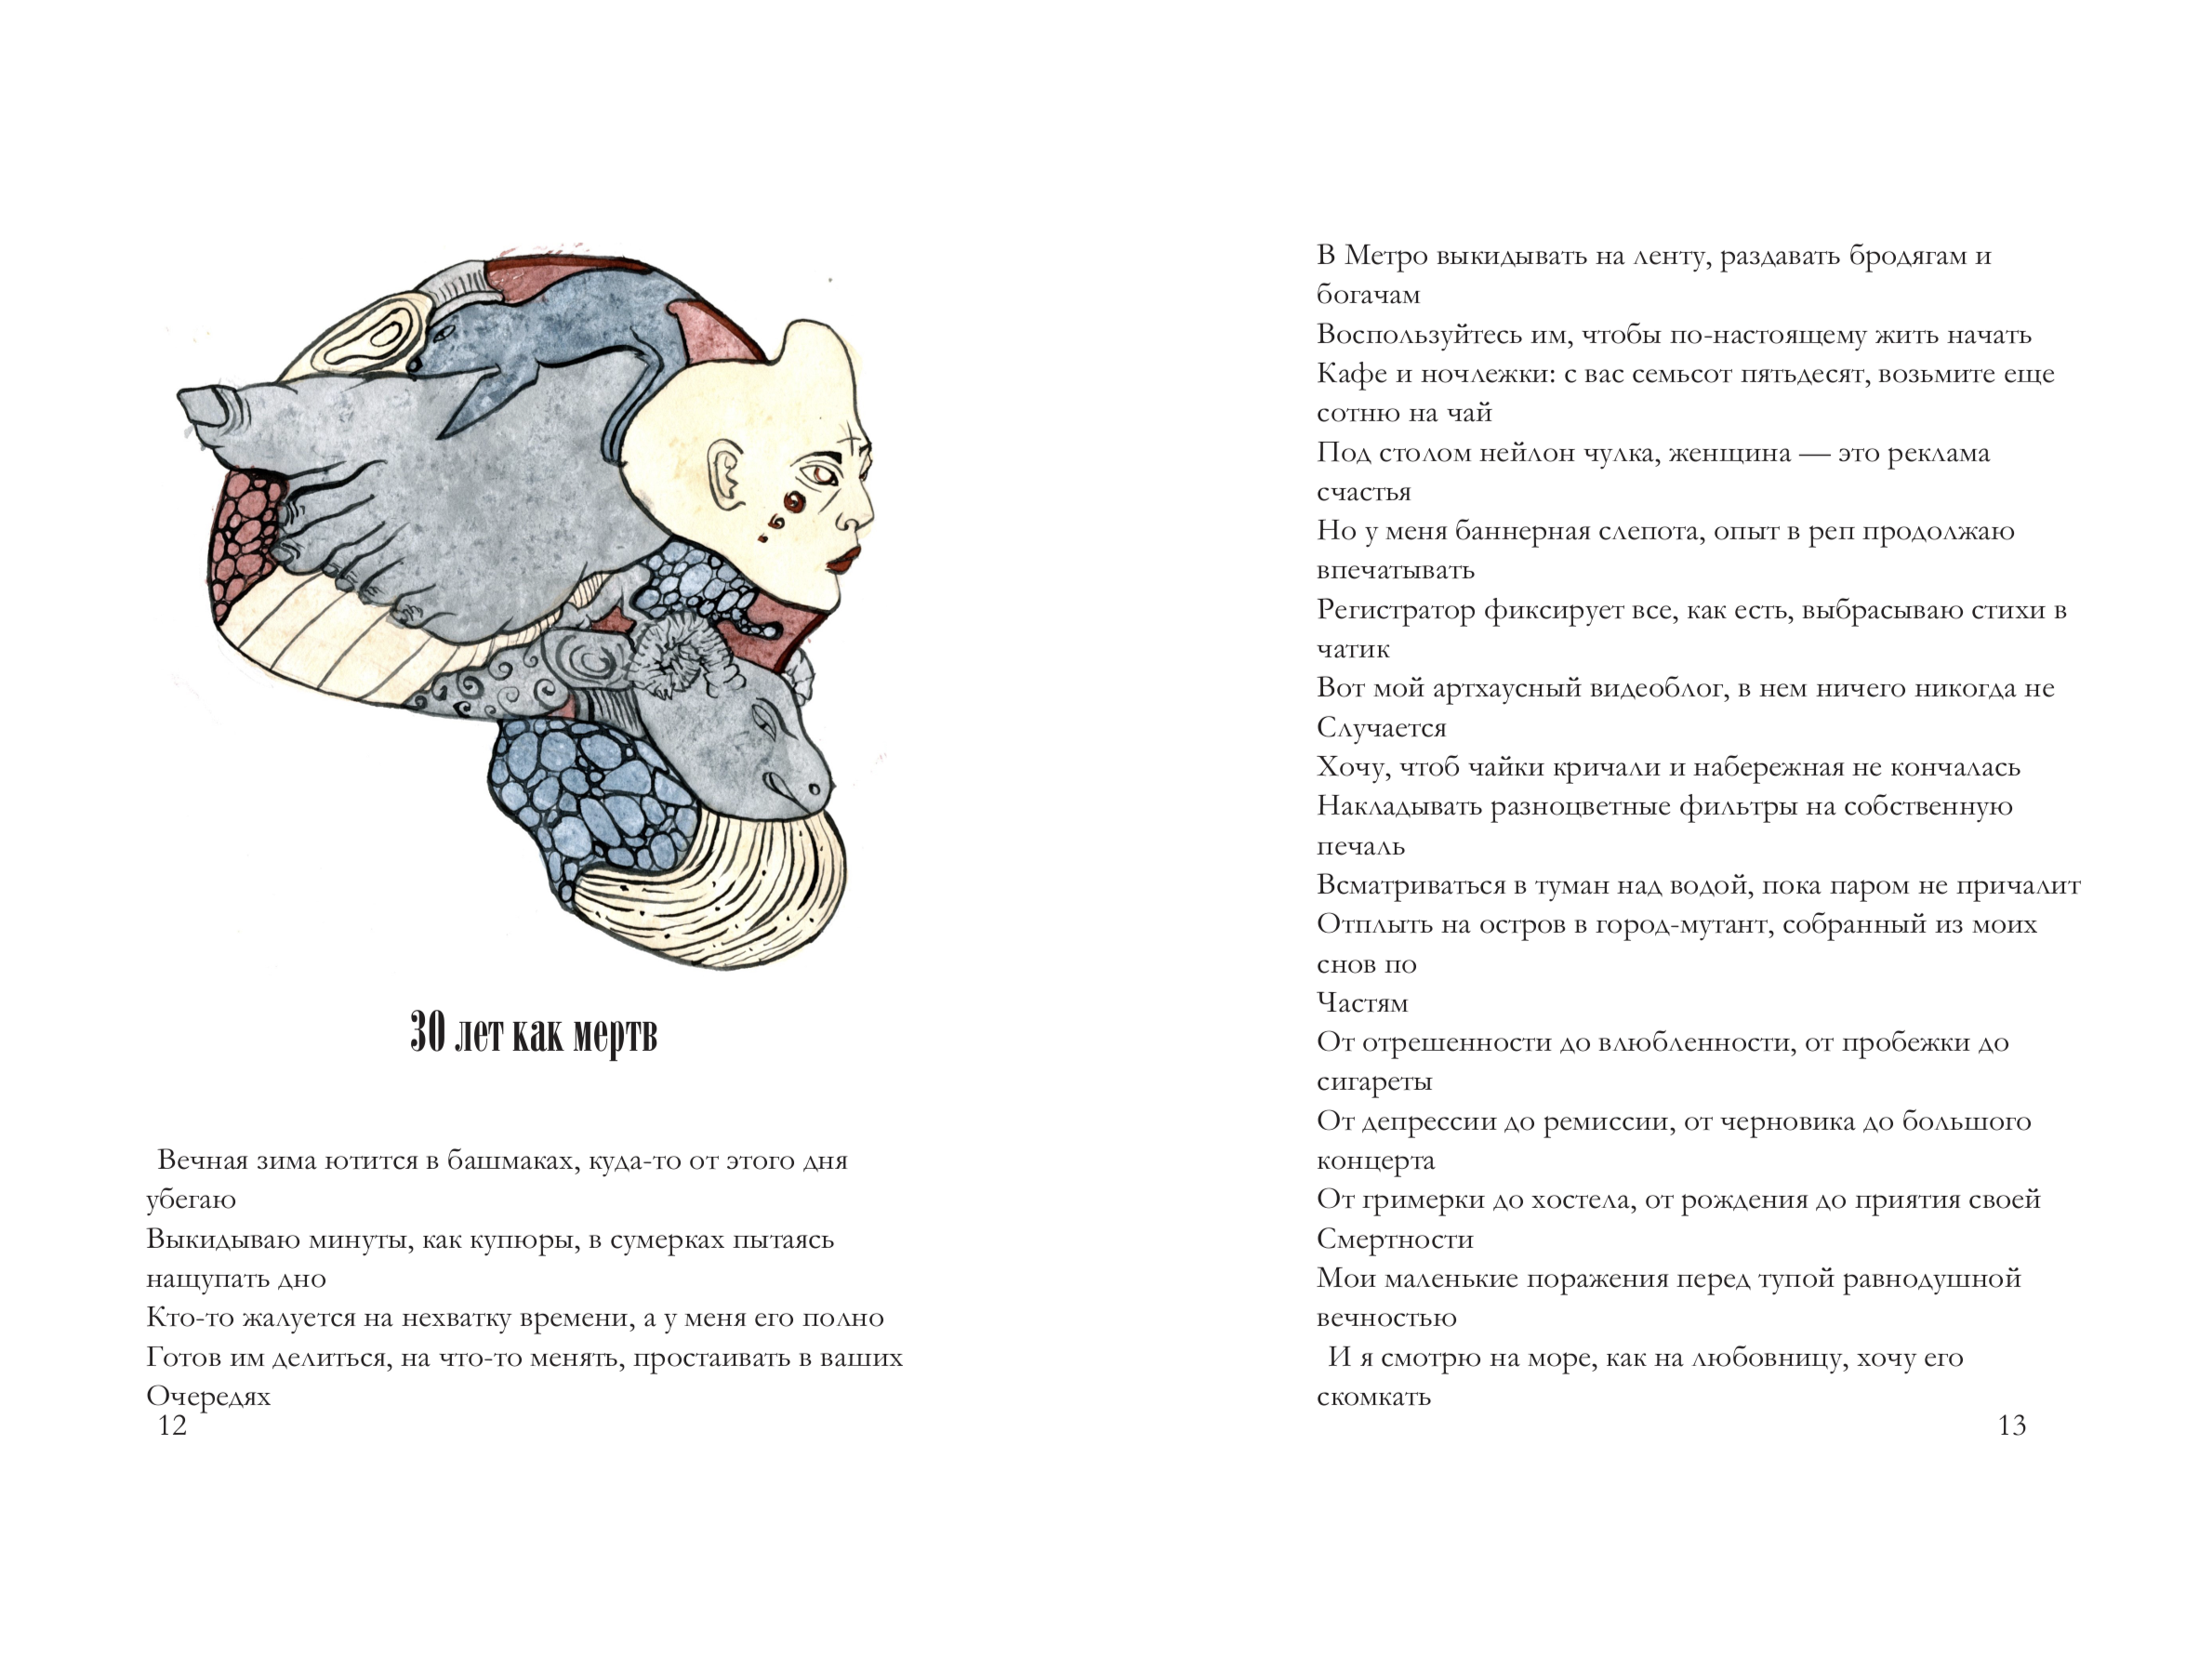 30 лет как мертв
Вечная зима ютится в башмаках, куда-то от этого дня
убегаю
Выкидываю минуты, как купюры, в сумерках пытаясь
нащупать дно
Кто-то жалуется на нехватку времени, а у меня его полно
Готов им делиться, на что-то менять, простаивать в ваших
Очередях
12
В Метро выкидывать на ленту, раздавать бродягам и
богачам
Воспользуйтесь им, чтобы по-настоящему жить начать
Кафе и ночлежки: с вас семьсот пятьдесят, возьмите еще
сотню на чай
Под столом нейлон чулка, женщина — это реклама
счастья
Но у меня баннерная слепота, опыт в реп продолжаю
впечатывать
Регистратор фиксирует все, как есть, выбрасываю стихи в
чатик
Вот мой артхаусный видеоблог, в нем ничего никогда не
Случается
Хочу, чтоб чайки кричали и набережная не кончалась
Накладывать разноцветные фильтры на собственную
печаль
Всматриваться в туман над водой, пока паром не причалит
Отплыть на остров в город-мутант, собранный из моих
снов по
Частям
От отрешенности до влюбленности, от пробежки до
сигареты
От депрессии до ремиссии, от черновика до большого
концерта
От гримерки до хостела, от рождения до приятия своей
Смертности
Мои маленькие поражения перед тупой равнодушной
вечностью
И я смотрю на море, как на любовницу, хочу его
скомкать
13